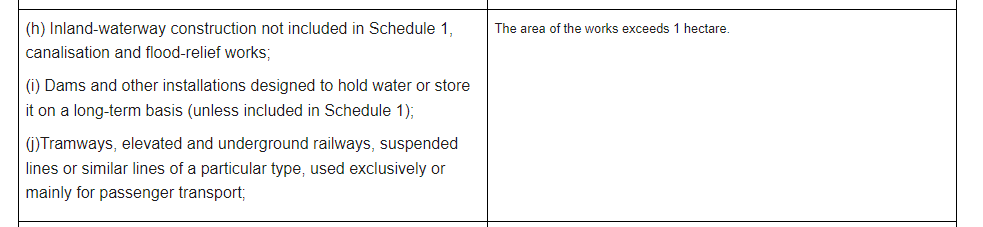 (h) Inland-waterway construction not included in Schedule 1,
canalisation and flood-relief works;
(i) Dams and other installations designed to hold water or store
it on a long-term basis (unless included in Schedule 1);
(j)Tramways, elevated and underground railways, suspended
lines or similar lines of a particular type, used exclusively or
mainly for passenger transport;
The area of the works exceeds 1 hectare.